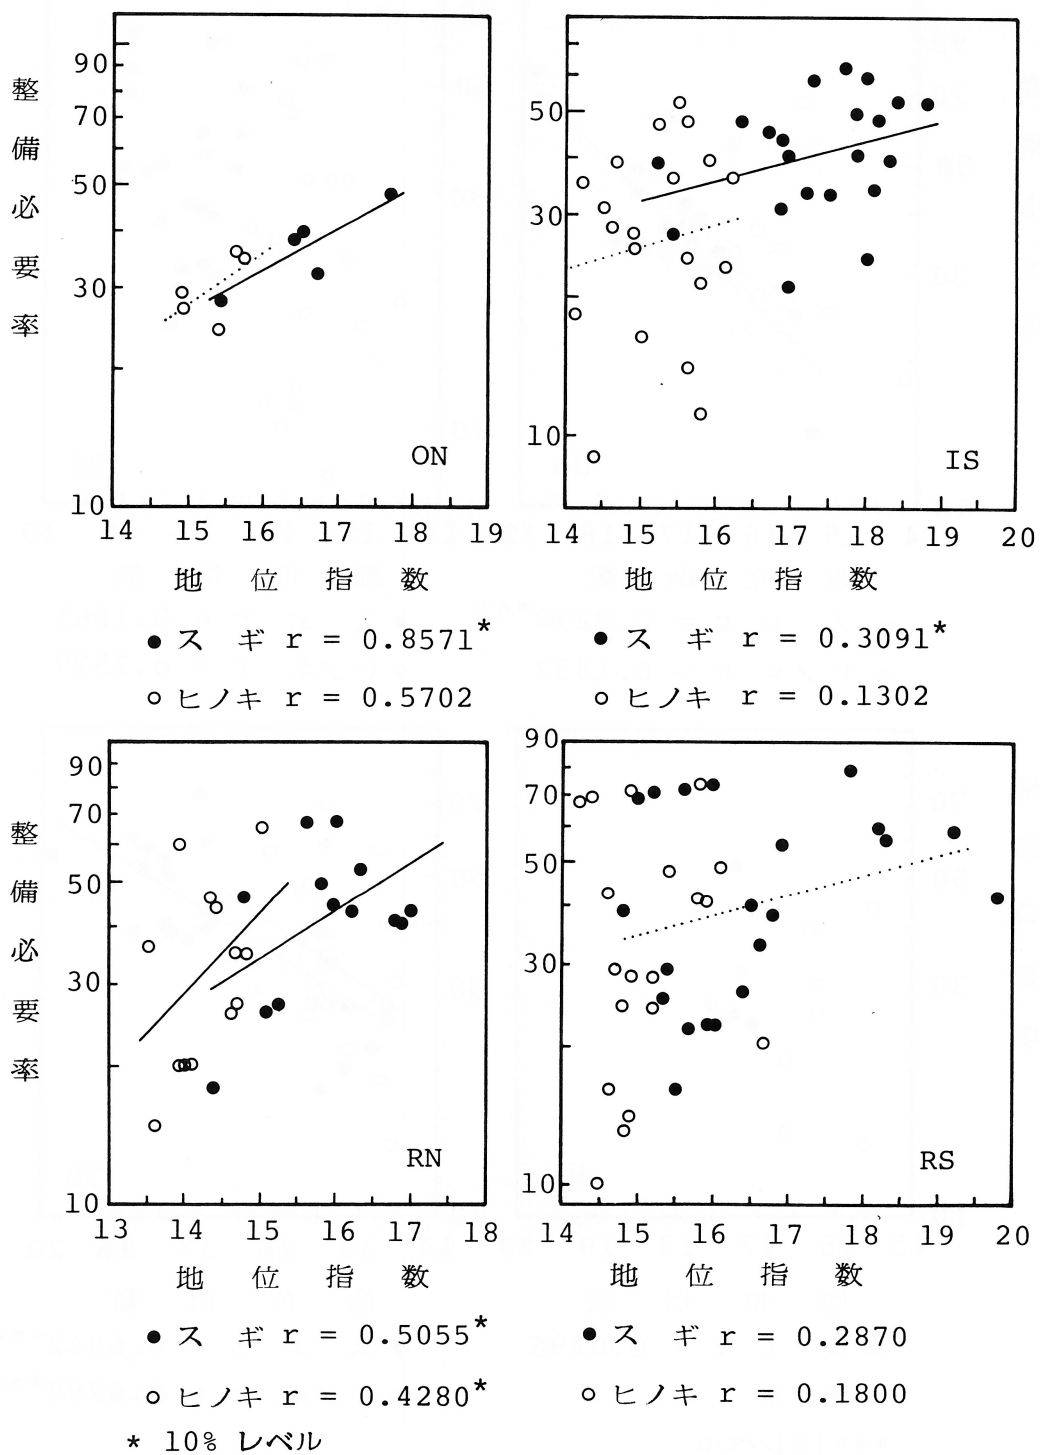 整備必要率
90
70
50
30
10
14 15 16 17 18 19
ON
地位指数
● ス ギ r = 0.8571*
○ ヒノキ r = 0.5702
50
30
10
14 15 16 17 18 19 20
IS
地位指数
● ス ギ r = 0.3091*
○ ヒノキ r = 0.1302
整備必要率
90
70
50
30
10
13 14 15 16 17 18
RN
地位指数
● ス ギ r = 0.5055*
○ ヒノキ r = 0.4280*
90
70
50
30
10
14 15 16 17 18 19 20
RS
地位指数
● ス ギ r = 0.2870
○ ヒノキ r = 0.1800
* 10% レベル